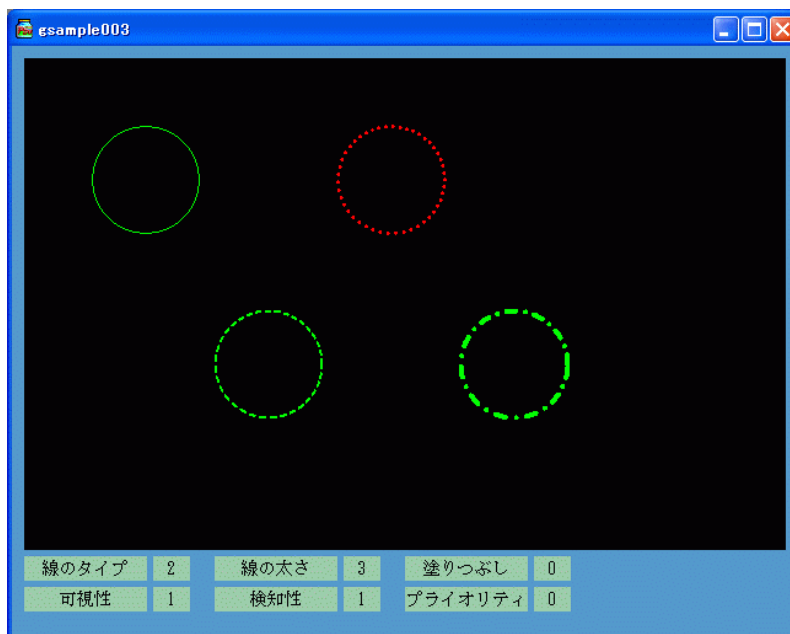 gsample003
線のタイプ 2 線の太さ 3 塗りつぶし 0
可視性 1 検知性 1 プライオリティ 0